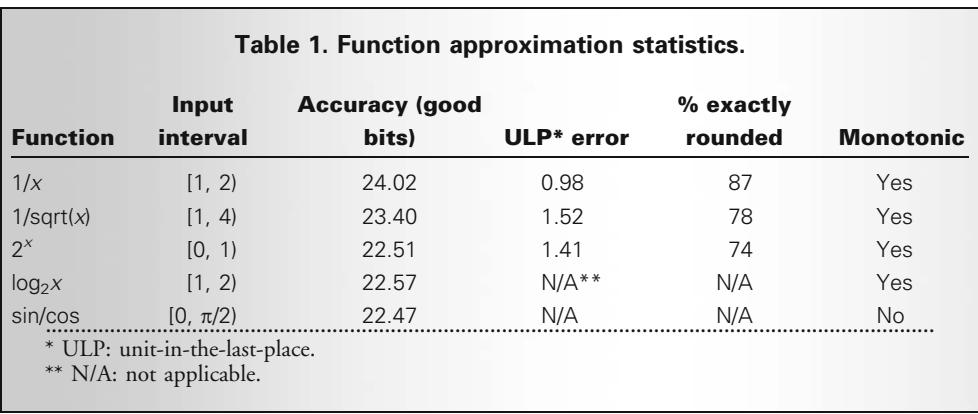 Table 1. Function approximation statistics.
Function Input interval Accuracy (good bits) ULP* error % exactly rounded Monotonic
1/x [1, 2) 24.02 0.98 87 Yes
1/sqrt(x) [1, 4) 23.40 1.52 78 Yes
2^x [0, 1) 22.51 1.41 74 Yes
log₂x [1, 2) 22.57 N/A** N/A Yes
sin/cos [0, π/2) 22.47 N/A N/A No
* ULP: unit-in-the-last-place.
** N/A: not applicable.